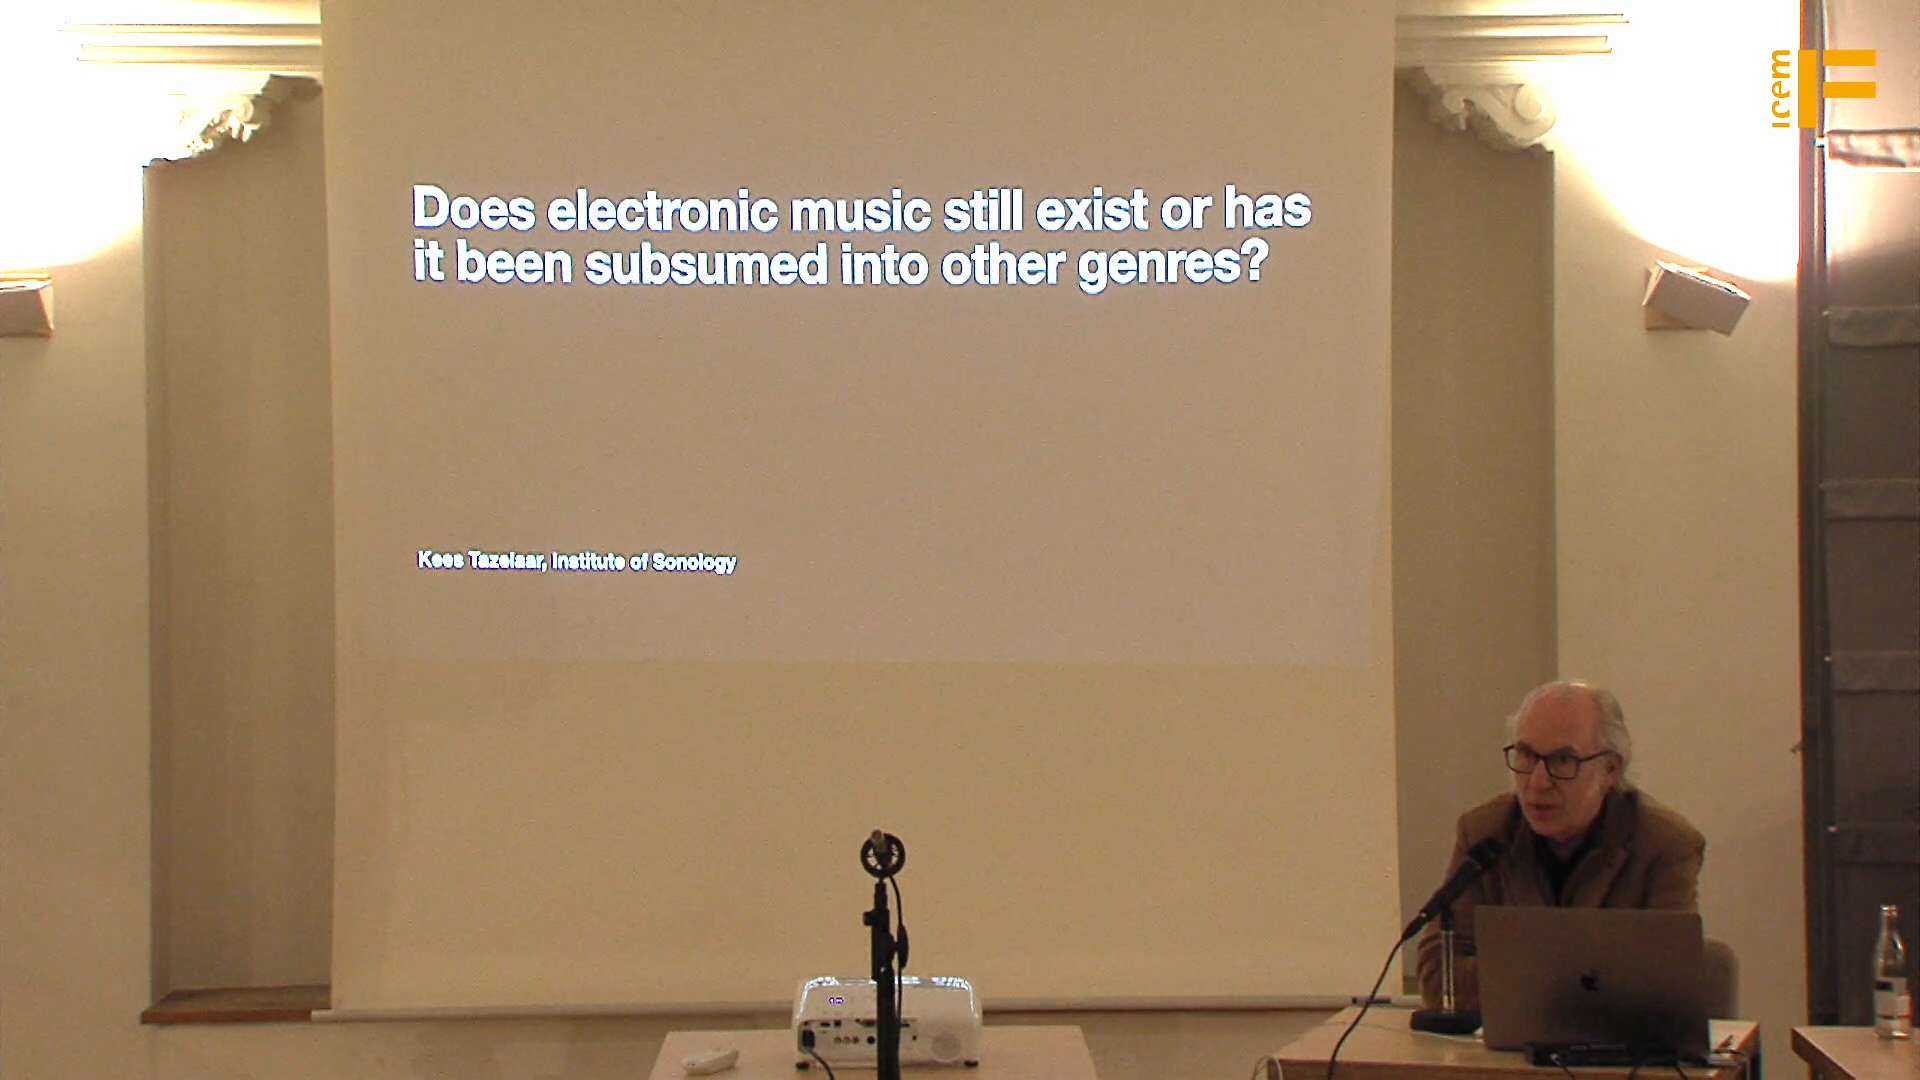 Does electronic music still exist or has
it been subsumed into other genres?
Kees Tazelaar, Institute of Sonology
icem